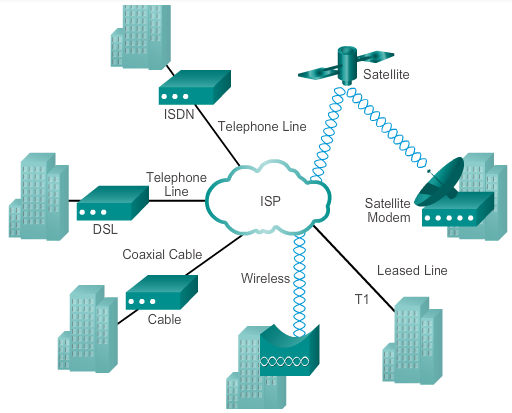 Satellite
ISDN
Telephone Line
Telephone
Line
ISP
Satellite
Modem
DSL
Coaxial Cable
Leased Line
Wireless
T1
Cable